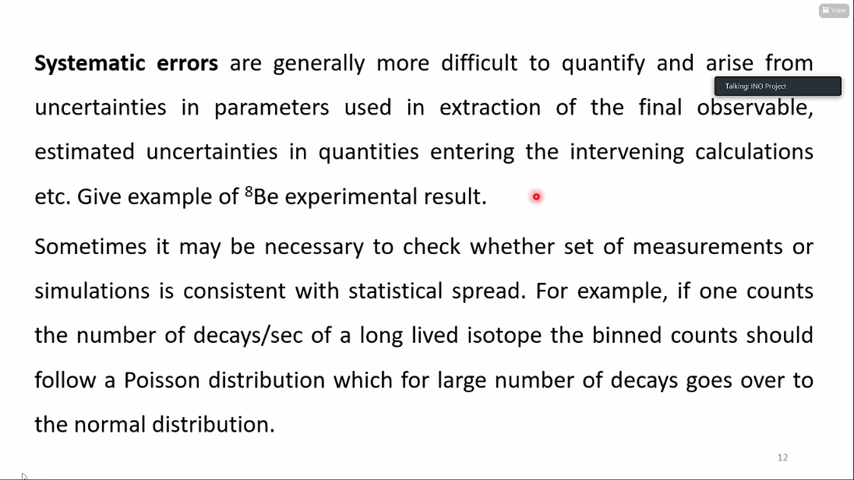 View
Systematic errors are generally more difficult to quantify and arise from
Talking: INO Project
uncertainties in parameters used in extraction of the final observable,
estimated uncertainties in quantities entering the intervening calculations
etc. Give example of ⁸Be experimental result.
Sometimes it may be necessary to check whether set of measurements or
simulations is consistent with statistical spread. For example, if one counts
the number of decays/sec of a long lived isotope the binned counts should
follow a Poisson distribution which for large number of decays goes over to
the normal distribution.
12